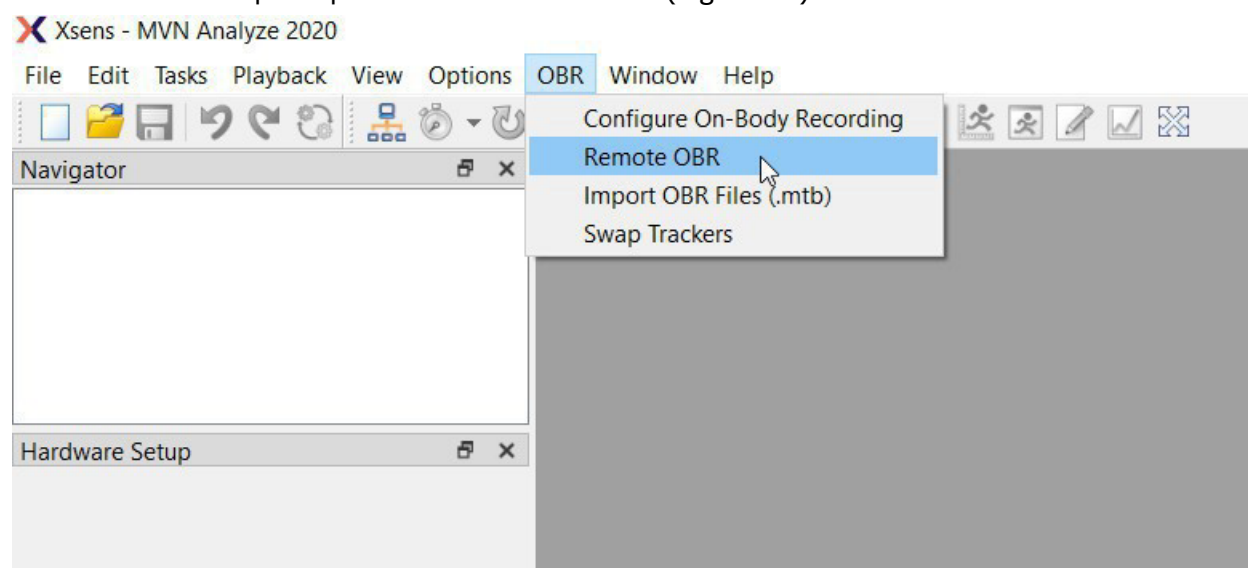 Xsens - MVN Analyze 2020
File Edit Tasks Playback View Options OBR Window Help
Configure On-Body Recording
Remote OBR
Import OBR Files (.mtb)
Swap Trackers
Navigator
Hardware Setup